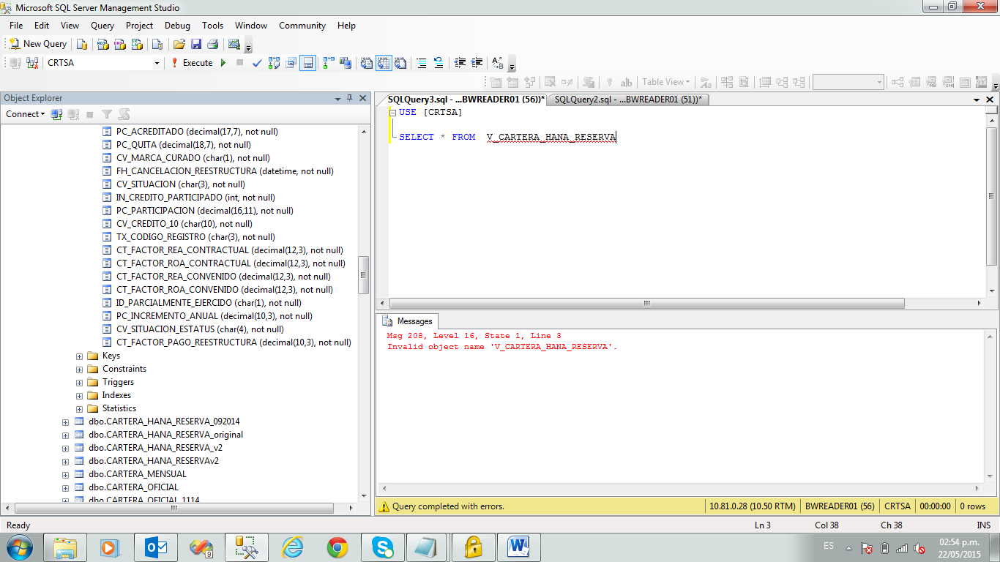 Microsoft SQL Server Management Studio
File Edit View Query Project Debug Tools Window Community Help
New Query
CRTSA Execute
Table View
Object Explorer
Connect
PC_ACREDITADO (decimal(17,7), not null)
PC_QUITA (decimal(18,7), not null)
CV_MARCA_CURADO (char(1), not null)
FH_CANCELACION_REESTRUCTURA (datetime, not null)
CV_SITUACION (char(3), not null)
IN_CREDITO_PARTICIPADO (int, not null)
PC_PARTICIPACION (decimal(16,11), not null)
CV_CREDITO_10 (char(10), not null)
TX_CODIGO_REGISTRO (char(3), not null)
CT_FACTOR_REA_CONTRACTUAL (decimal(12,3), not null)
CT_FACTOR_ROA_CONTRACTUAL (decimal(12,3), not null)
CT_FACTOR_REA_CONVENIDO (decimal(12,3), not null)
CT_FACTOR_ROA_CONVENIDO (decimal(12,3), not null)
ID_PARCIALMENTE_EJERCIDO (char(1), not null)
PC_INCREMENTO_ANUAL (decimal(10,3), not null)
CV_SITUACION_ESTATUS (char(4), not null)
CT_FACTOR_PAGO_REESTRUCTURA (decimal(10,3), not null)
Keys
Constraints
Triggers
Indexes
Statistics
dbo.CARTERA_HANA_RESERVA_092014
dbo.CARTERA_HANA_RESERVA_original
dbo.CARTERA_HANA_RESERVA_v2
dbo.CARTERA_HANA_RESERVAv2
dbo.CARTERA_MENSUAL
dbo.CARTERA_OFICIAL
dbo.CARTERA_OFICIAL_1114
SQLQuery3.sql - ...BWREADER01 (56))* SQLQuery2.sql - ...BWREADER01 (51))*
USE [CRTSA]
SELECT * FROM V_CARTERA_HANA_RESERVA
Messages
Msg 208, Level 16, State 1, Line 3
Invalid object name 'V_CARTERA_HANA_RESERVA'.
Query completed with errors. 10.81.0.28 (10.50 RTM) BWREADER01 (56) CRTSA 00:00:00 0 rows
Ready Ln 3 Col 38 Ch 38 INS
ES 02:54 p.m.
22/05/2015